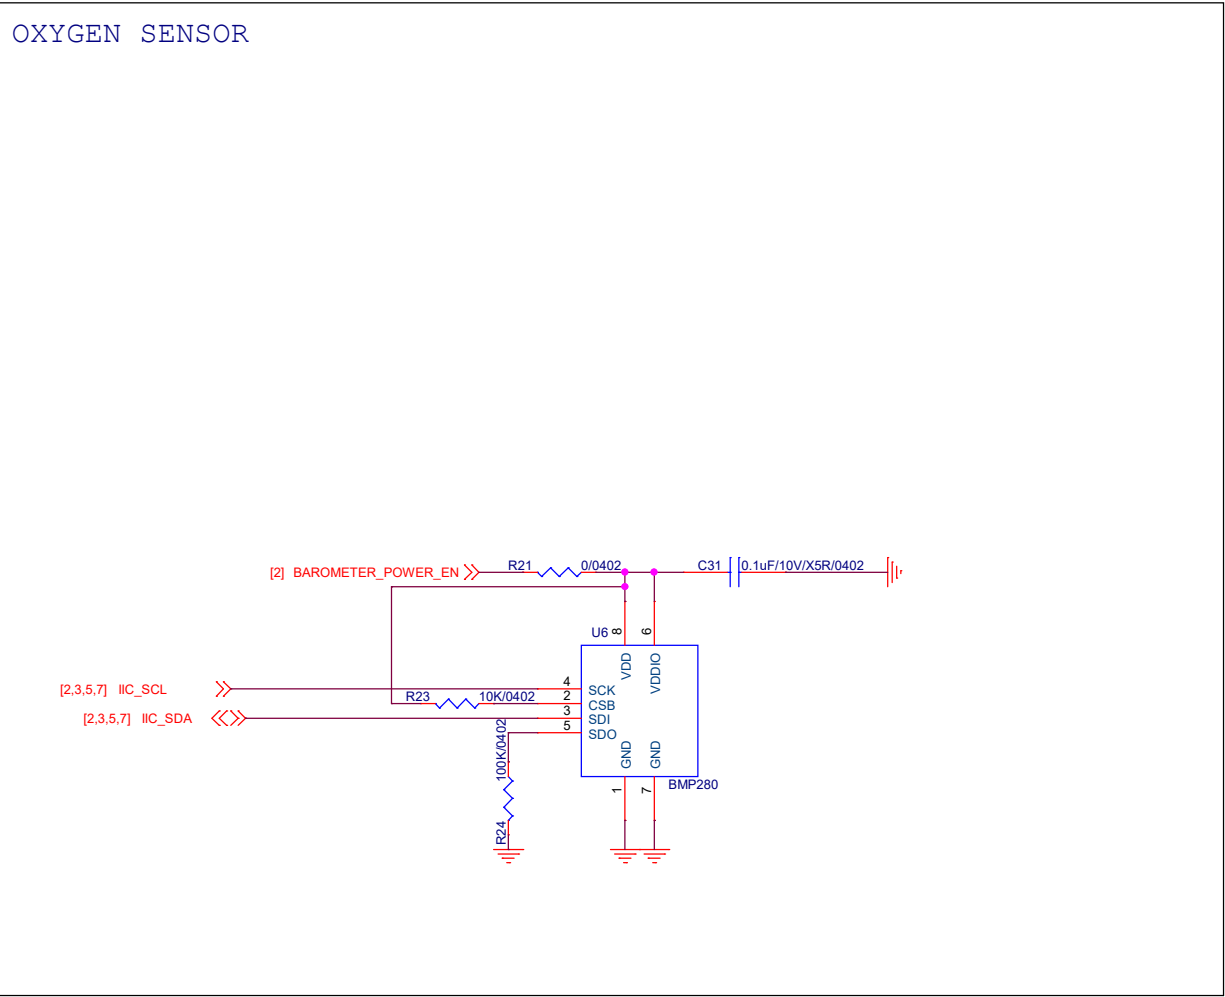 OXYGEN SENSOR
[2] BAROMETER_POWER_EN
R21
0/0402
C31
0.1uF/10V/X5R/0402
U6
8
6
VDD
VDDIO
[2,3,5,7] IIC_SCL
4
SCK
R23
10K/0402
2
CSB
[2,3,5,7] IIC_SDA
3
SDI
5
SDO
100K/0402
R24
GND
GND
BMP280
1
7